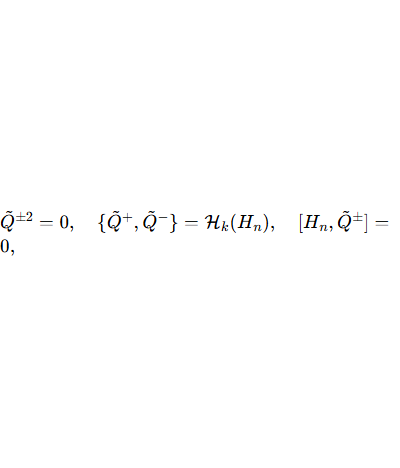 Q̃^{±2} = 0, {Q̃^+, Q̃^−} = ℋ_k(H_n), [H_n, Q̃^±] =
0,